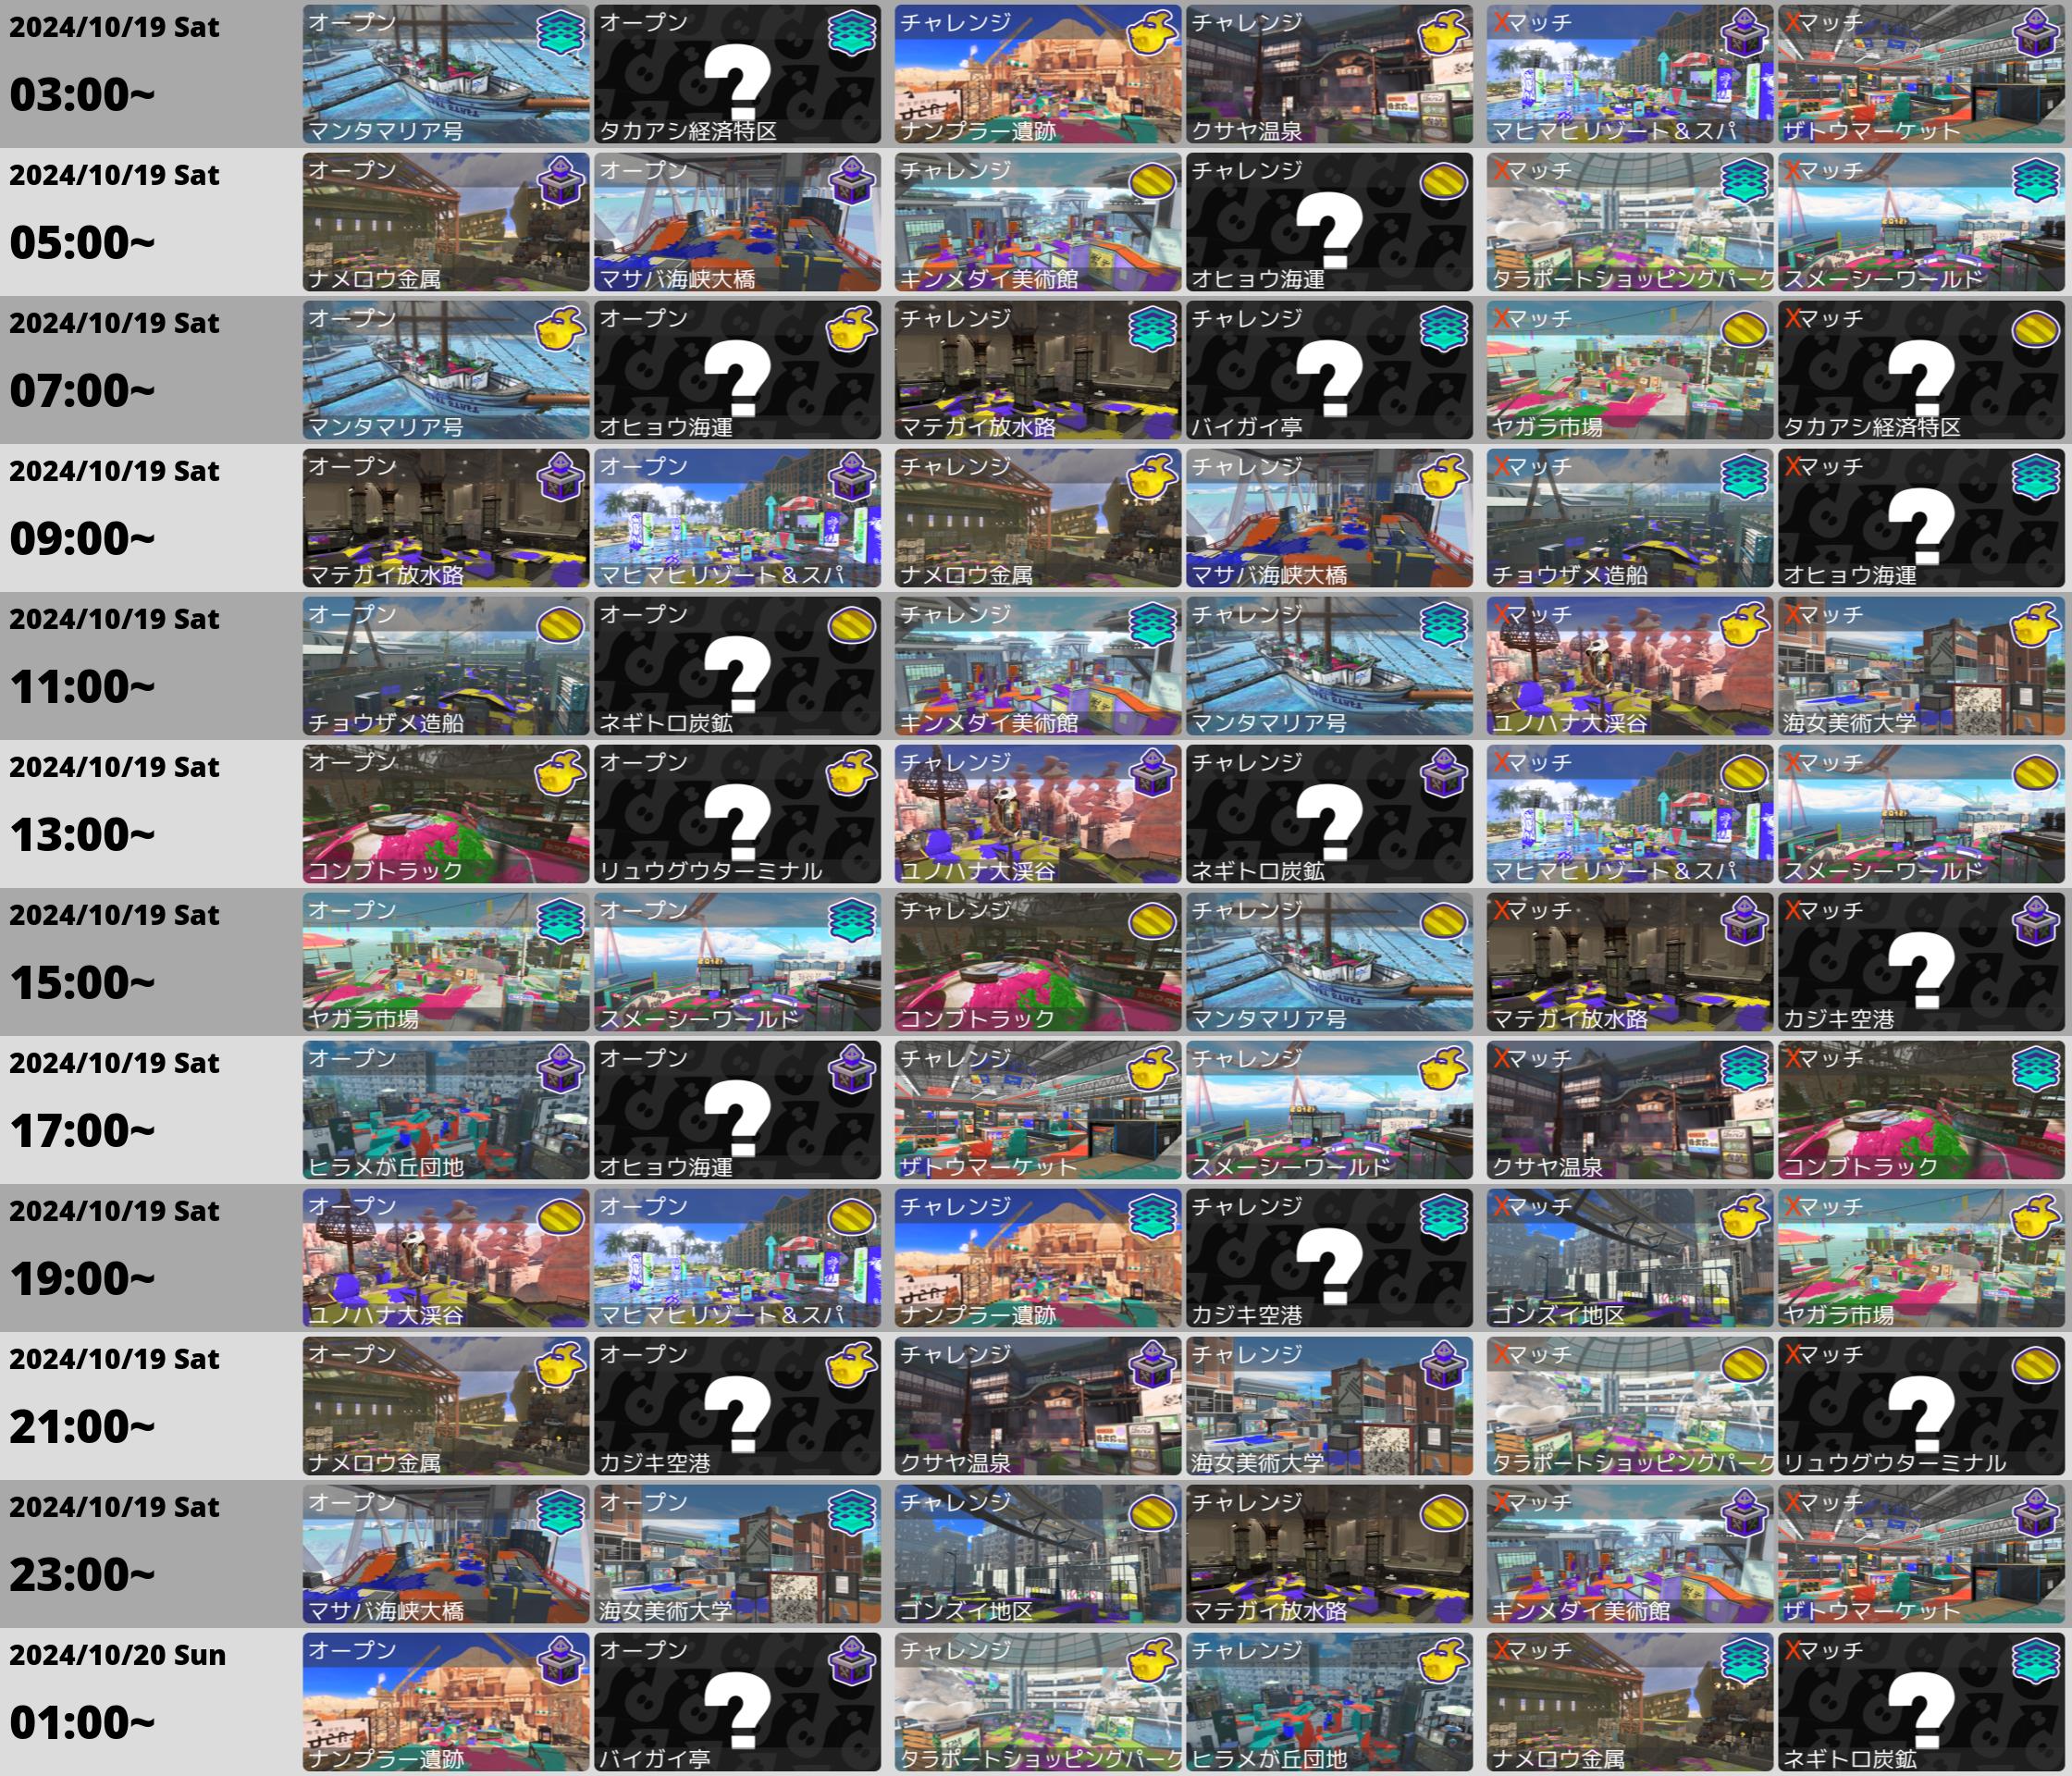 2024/10/19 Sat
03:00~
オープン
マンタマリア号
オープン
タカアシ経済特区
チャレンジ
ナンプラー遺跡
チャレンジ
クサヤ温泉
Xマッチ
マヒマヒリゾート＆スパ
Xマッチ
ザトウマーケット
2024/10/19 Sat
05:00~
オープン
ナメロウ金属
オープン
マサバ海峡大橋
チャレンジ
キンメダイ美術館
チャレンジ
オヒョウ海運
Xマッチ
タラポートショッピングパーク
Xマッチ
スメーシーワールド
2024/10/19 Sat
07:00~
オープン
マンタマリア号
オープン
オヒョウ海運
チャレンジ
マテガイ放水路
チャレンジ
バイガイ亭
Xマッチ
ヤガラ市場
Xマッチ
タカアシ経済特区
2024/10/19 Sat
09:00~
オープン
マテガイ放水路
オープン
マヒマヒリゾート＆スパ
チャレンジ
ナメロウ金属
チャレンジ
マサバ海峡大橋
Xマッチ
チョウザメ造船
Xマッチ
オヒョウ海運
2024/10/19 Sat
11:00~
オープン
チョウザメ造船
オープン
ネギトロ炭鉱
チャレンジ
キンメダイ美術館
チャレンジ
マンタマリア号
Xマッチ
ユノハナ大渓谷
Xマッチ
海女美術大学
2024/10/19 Sat
13:00~
オープン
コンブトラック
オープン
リュウグウターミナル
チャレンジ
ユノハナ大渓谷
チャレンジ
ネギトロ炭鉱
Xマッチ
マヒマヒリゾート＆スパ
Xマッチ
スメーシーワールド
2024/10/19 Sat
15:00~
オープン
ヤガラ市場
オープン
スメーシーワールド
チャレンジ
コンブトラック
チャレンジ
マンタマリア号
Xマッチ
マテガイ放水路
Xマッチ
カジキ空港
2024/10/19 Sat
17:00~
オープン
ヒラメが丘団地
オープン
オヒョウ海運
チャレンジ
ザトウマーケット
チャレンジ
スメーシーワールド
Xマッチ
クサヤ温泉
Xマッチ
コンブトラック
2024/10/19 Sat
19:00~
オープン
ユノハナ大渓谷
オープン
マヒマヒリゾート＆スパ
チャレンジ
ナンプラー遺跡
チャレンジ
カジキ空港
Xマッチ
ゴンズイ地区
Xマッチ
ヤガラ市場
2024/10/19 Sat
21:00~
オープン
ナメロウ金属
オープン
カジキ空港
チャレンジ
クサヤ温泉
チャレンジ
海女美術大学
Xマッチ
タラポートショッピングパーク
Xマッチ
リュウグウターミナル
2024/10/19 Sat
23:00~
オープン
マサバ海峡大橋
オープン
海女美術大学
チャレンジ
ゴンズイ地区
チャレンジ
マテガイ放水路
Xマッチ
キンメダイ美術館
Xマッチ
ザトウマーケット
2024/10/20 Sun
01:00~
オープン
ナンプラー遺跡
オープン
バイガイ亭
チャレンジ
タラポートショッピングパーク
チャレンジ
ヒラメが丘団地
Xマッチ
ナメロウ金属
Xマッチ
ネギトロ炭鉱